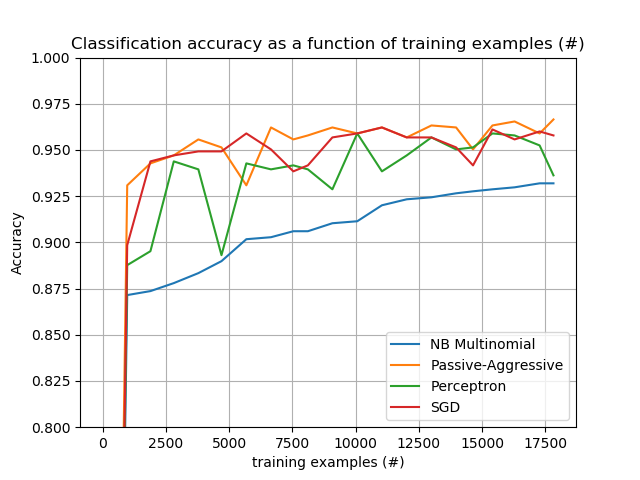 Classification accuracy as a function of training examples (#)
1.000
0.975
0.950
0.925
0.900
0.875
0.850
0.825
0.800
Accuracy
NB Multinomial
Passive-Aggressive
Perceptron
SGD
0 2500 5000 7500 10000 12500 15000 17500
training examples (#)